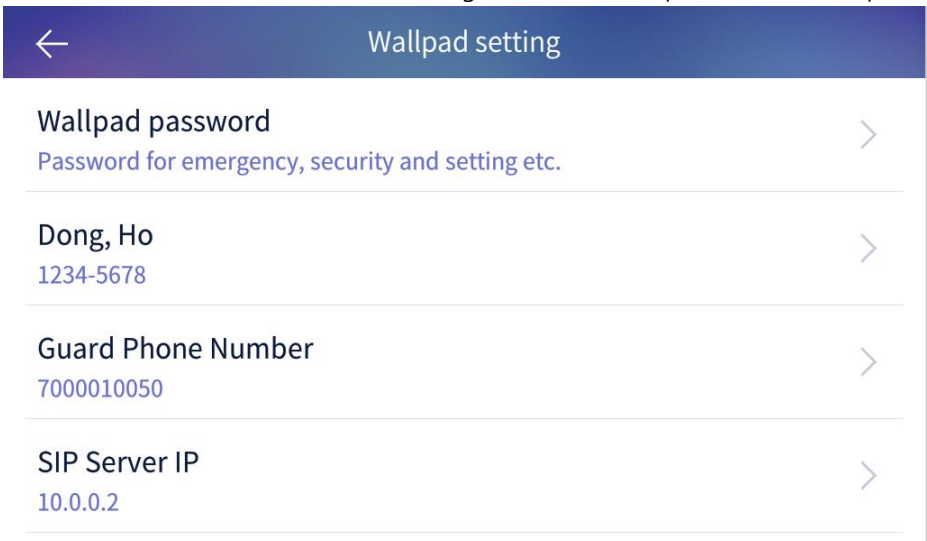 Wallpad setting
Wallpad password
Password for emergency, security and setting etc.
Dong, Ho
1234-5678
Guard Phone Number
7000010050
SIP Server IP
10.0.0.2